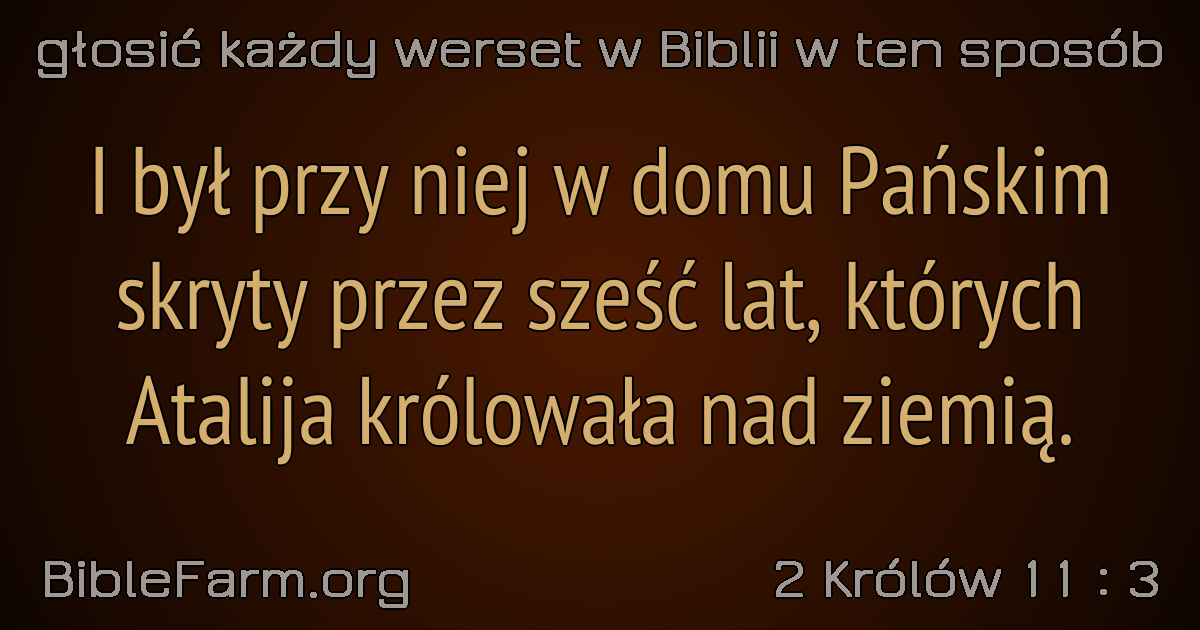 głosić każdy werset w Biblii w ten sposób
I był przy niej w domu Pańskim
skryty przez sześć lat, których
Atalija królowała nad ziemią.
BibleFarm.org
2 Królów 11 : 3